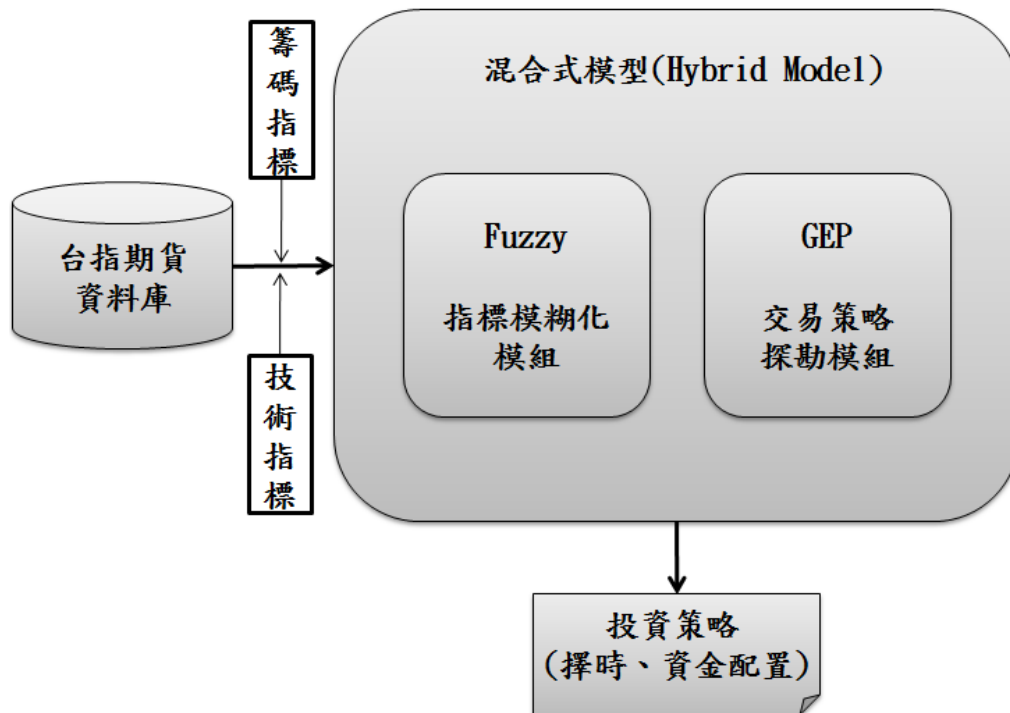 籌碼指標
混合式模型(Hybrid Model)
台指期貨
資料庫
Fuzzy
指標模糊化
模組
GEP
交易策略
探勘模組
技術指標
投資策略
(擇時、資金配置)